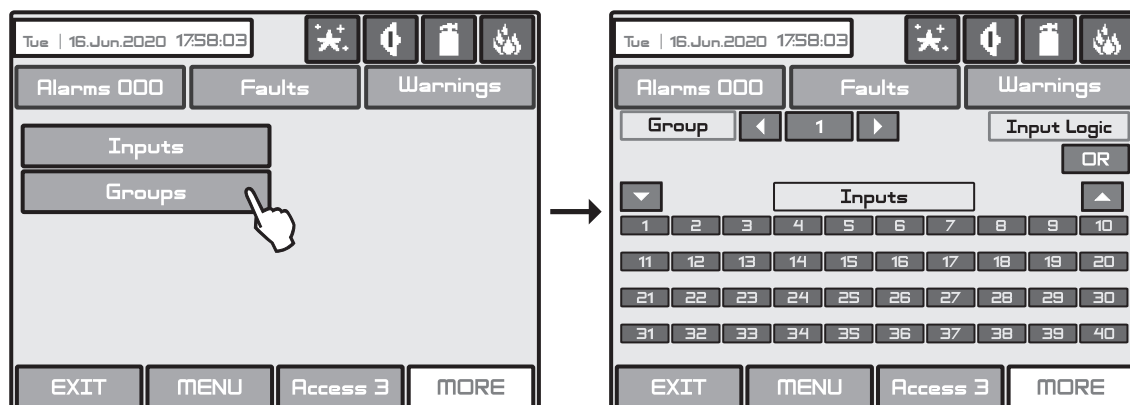 Tue | 16.Jun.2020 17:58:03
Alarms 000 Faults Warnings
Inputs
Groups
EXIT MENU Access 3 MORE
Tue | 16.Jun.2020 17:58:03
Alarms 000 Faults Warnings
Group 1 Input Logic
OR
Inputs
1 2 3 4 5 6 7 8 9 10
11 12 13 14 15 16 17 18 19 20
21 22 23 24 25 26 27 28 29 30
31 32 33 34 35 36 37 38 39 40
EXIT MENU Access 3 MORE